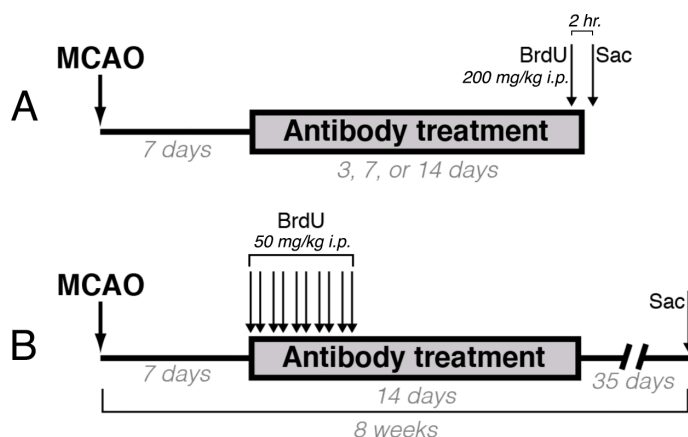 2 hr.
MCAO
BrdU
Sac
200 mg/kg i.p.
A
Antibody treatment
7 days
3, 7, or 14 days
BrdU
50 mg/kg i.p.
MCAO
Sac
B
Antibody treatment
7 days
35 days
14 days
8 weeks